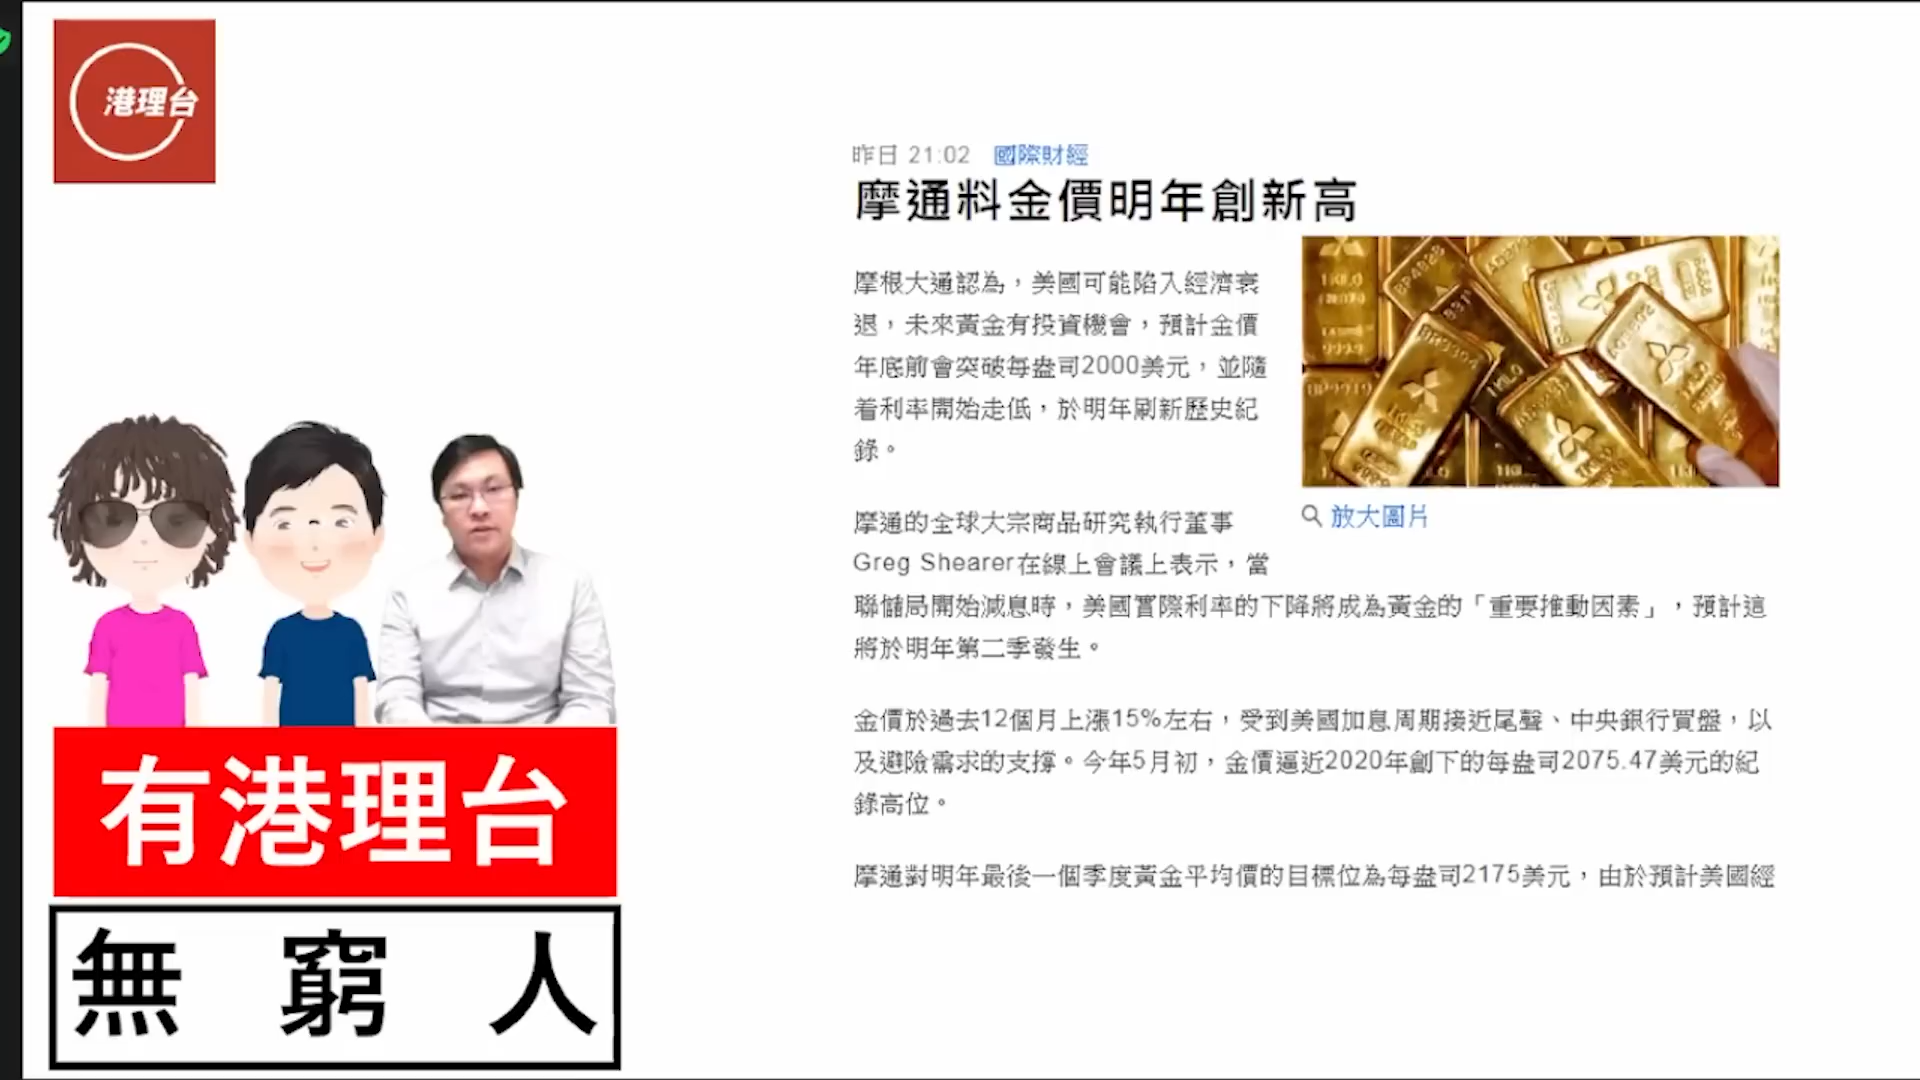 港理台
昨日 21:02 國際財經
摩通料金價明年創新高
摩根大通認為，美國可能陷入經濟衰
退，未來黃金有投資機會，預計金價
年底前會突破每盎司2000美元，並隨
着利率開始走低，於明年刷新歷史紀
錄。
放大圖片
摩通的全球大宗商品研究執行董事
Greg Shearer在線上會議上表示，當
聯儲局開始減息時，美國實際利率的下降將成為黃金的「重要推動因素」，預計這
將於明年第二季發生。
金價於過去12個月上漲15%左右，受到美國加息周期接近尾聲、中央銀行買盤，以
及避險需求的支撐。今年5月初，金價逼近2020年創下的每盎司2075.47美元的紀
錄高位。
摩通對明年最後一個季度黃金平均價的目標位為每盎司2175美元，由於預計美國經
有港理台
無窮人